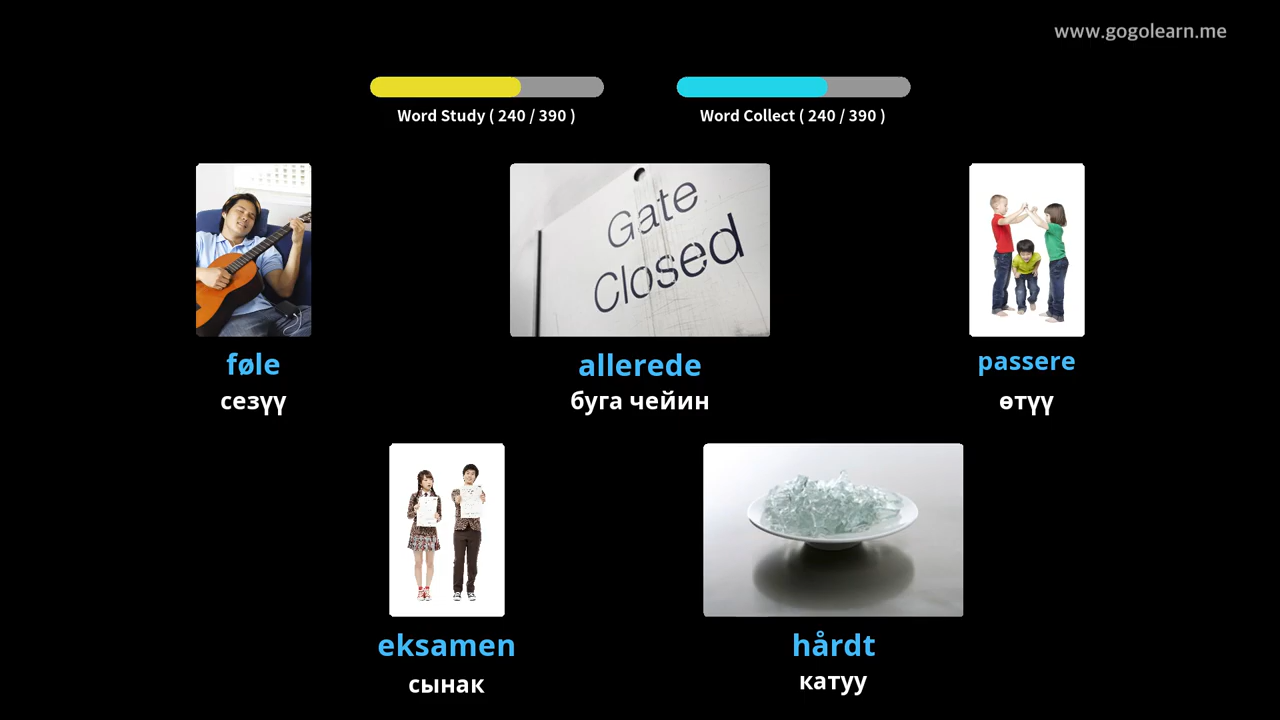 www.gogolearn.me
Word Study ( 240 / 390 )
Word Collect ( 240 / 390 )
Gate
Closed
føle
сезүү
allerede
буга чейин
passere
өтүү
eksamen
сынак
hårdt
катуу